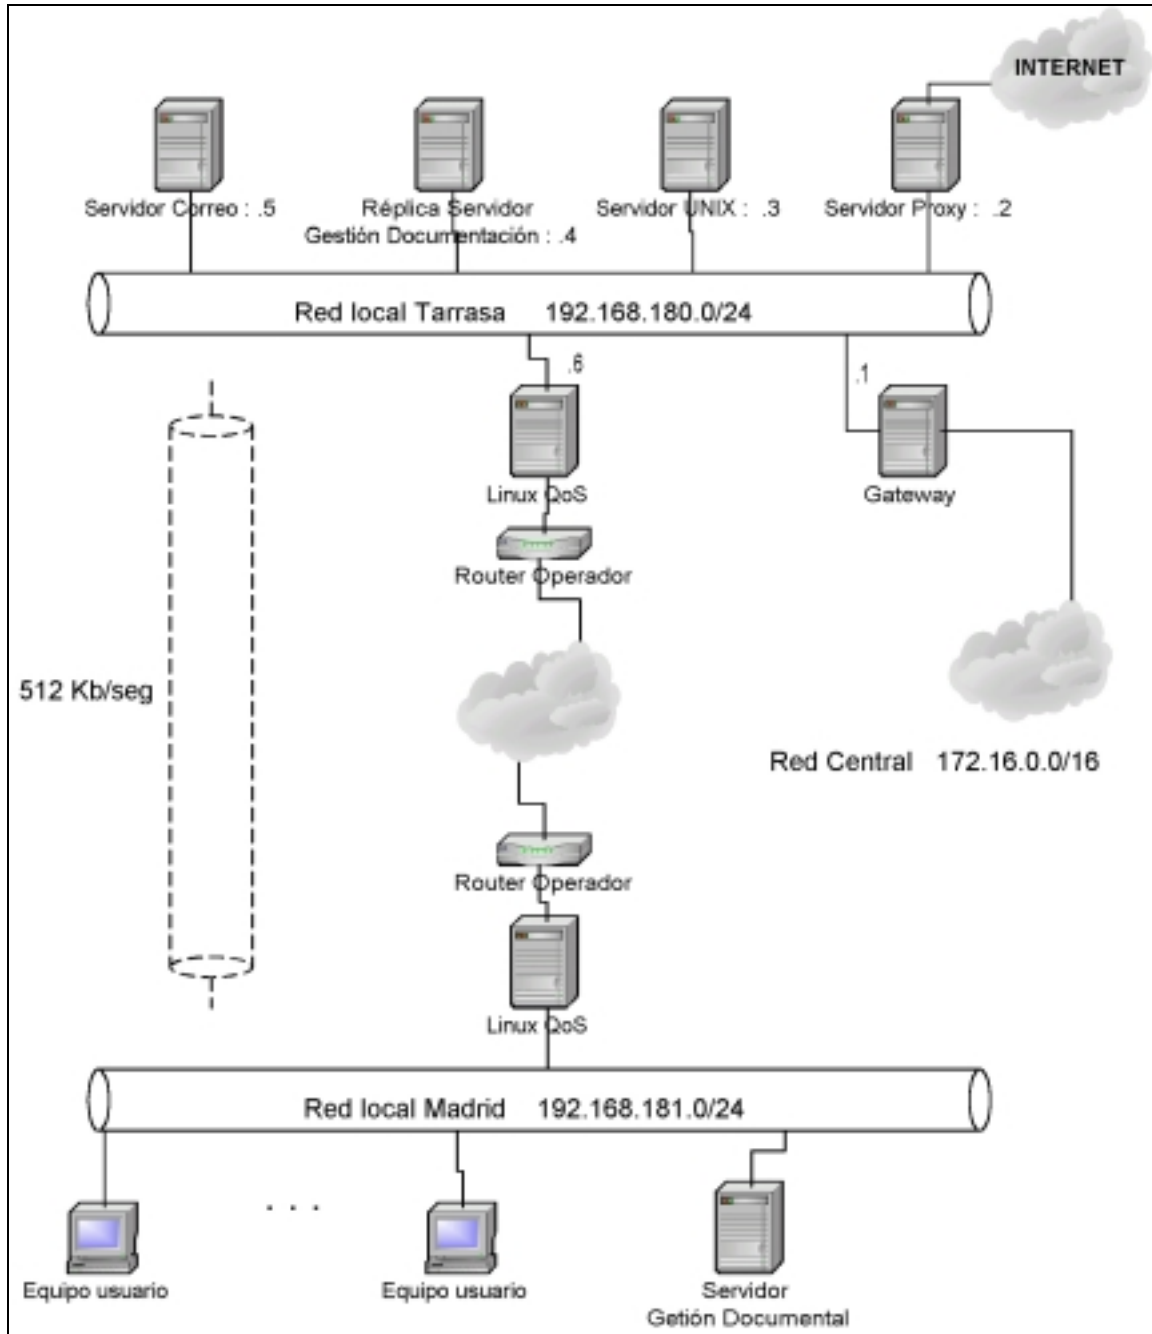 INTERNET
Servidor Correo : .5
Réplica Servidor
Gestión Documentación : .4
Servidor UNIX : .3
Servidor Proxy : .2
Red local Tarrasa 192.168.180.0/24
.6
.1
Linux QoS
Gateway
Router Operador
512 Kb/seg
Red Central 172.16.0.0/16
Router Operador
Linux QoS
Red local Madrid 192.168.181.0/24
. . .
Equipo usuario
Equipo usuario
Servidor
Getión Documental